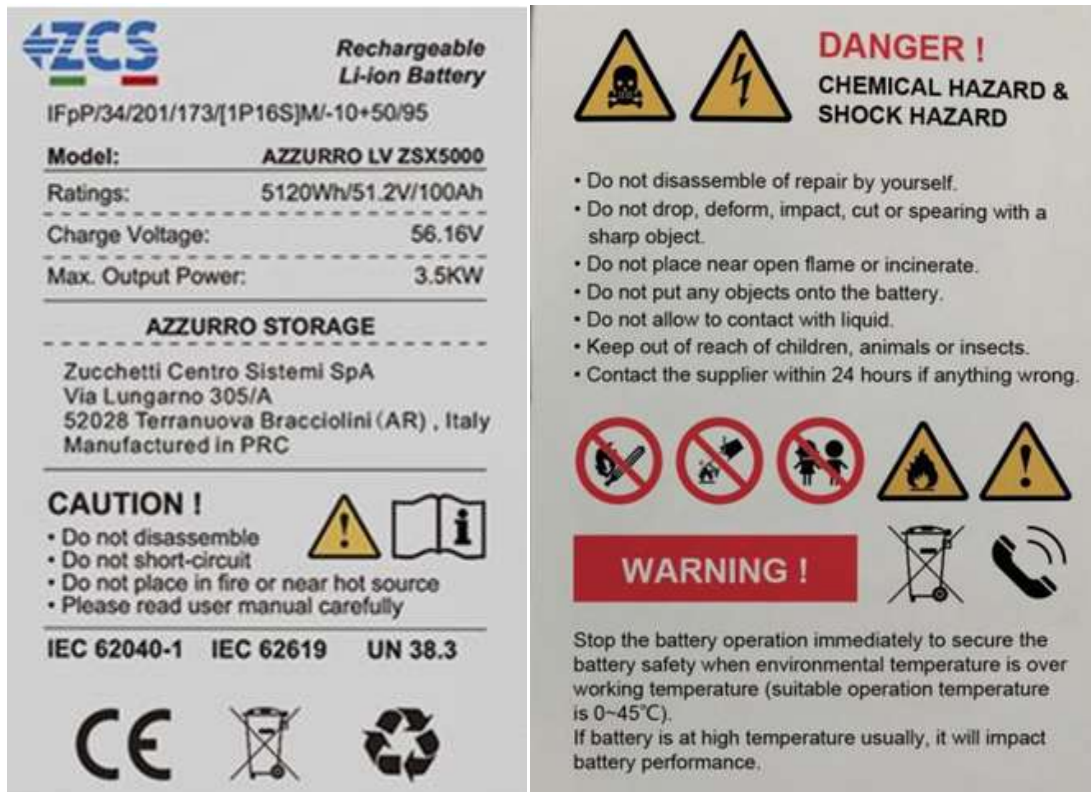 ZCS
Rechargeable
Li-ion Battery
IFpP/34/201/173/[1P16S]M/-10+50/95
Model: AZZURRO LV ZSX5000
Ratings: 5120Wh/51.2V/100Ah
Charge Voltage: 56.16V
Max. Output Power: 3.5KW
AZZURRO STORAGE
Zucchetti Centro Sistemi SpA
Via Lungarno 305/A
52028 Terranuova Bracciolini (AR) , Italy
Manufactured in PRC
CAUTION !
• Do not disassemble
• Do not short-circuit
• Do not place in fire or near hot source
• Please read user manual carefully
IEC 62040-1 IEC 62619 UN 38.3
CE
DANGER !
CHEMICAL HAZARD &
SHOCK HAZARD
• Do not disassemble of repair by yourself.
• Do not drop, deform, impact, cut or spearing with a
sharp object.
• Do not place near open flame or incinerate.
• Do not put any objects onto the battery.
• Do not allow to contact with liquid.
• Keep out of reach of children, animals or insects.
• Contact the supplier within 24 hours if anything wrong.
WARNING !
Stop the battery operation immediately to secure the
battery safety when environmental temperature is over
working temperature (suitable operation temperature
is 0~45℃).
If battery is at high temperature usually, it will impact
battery performance.